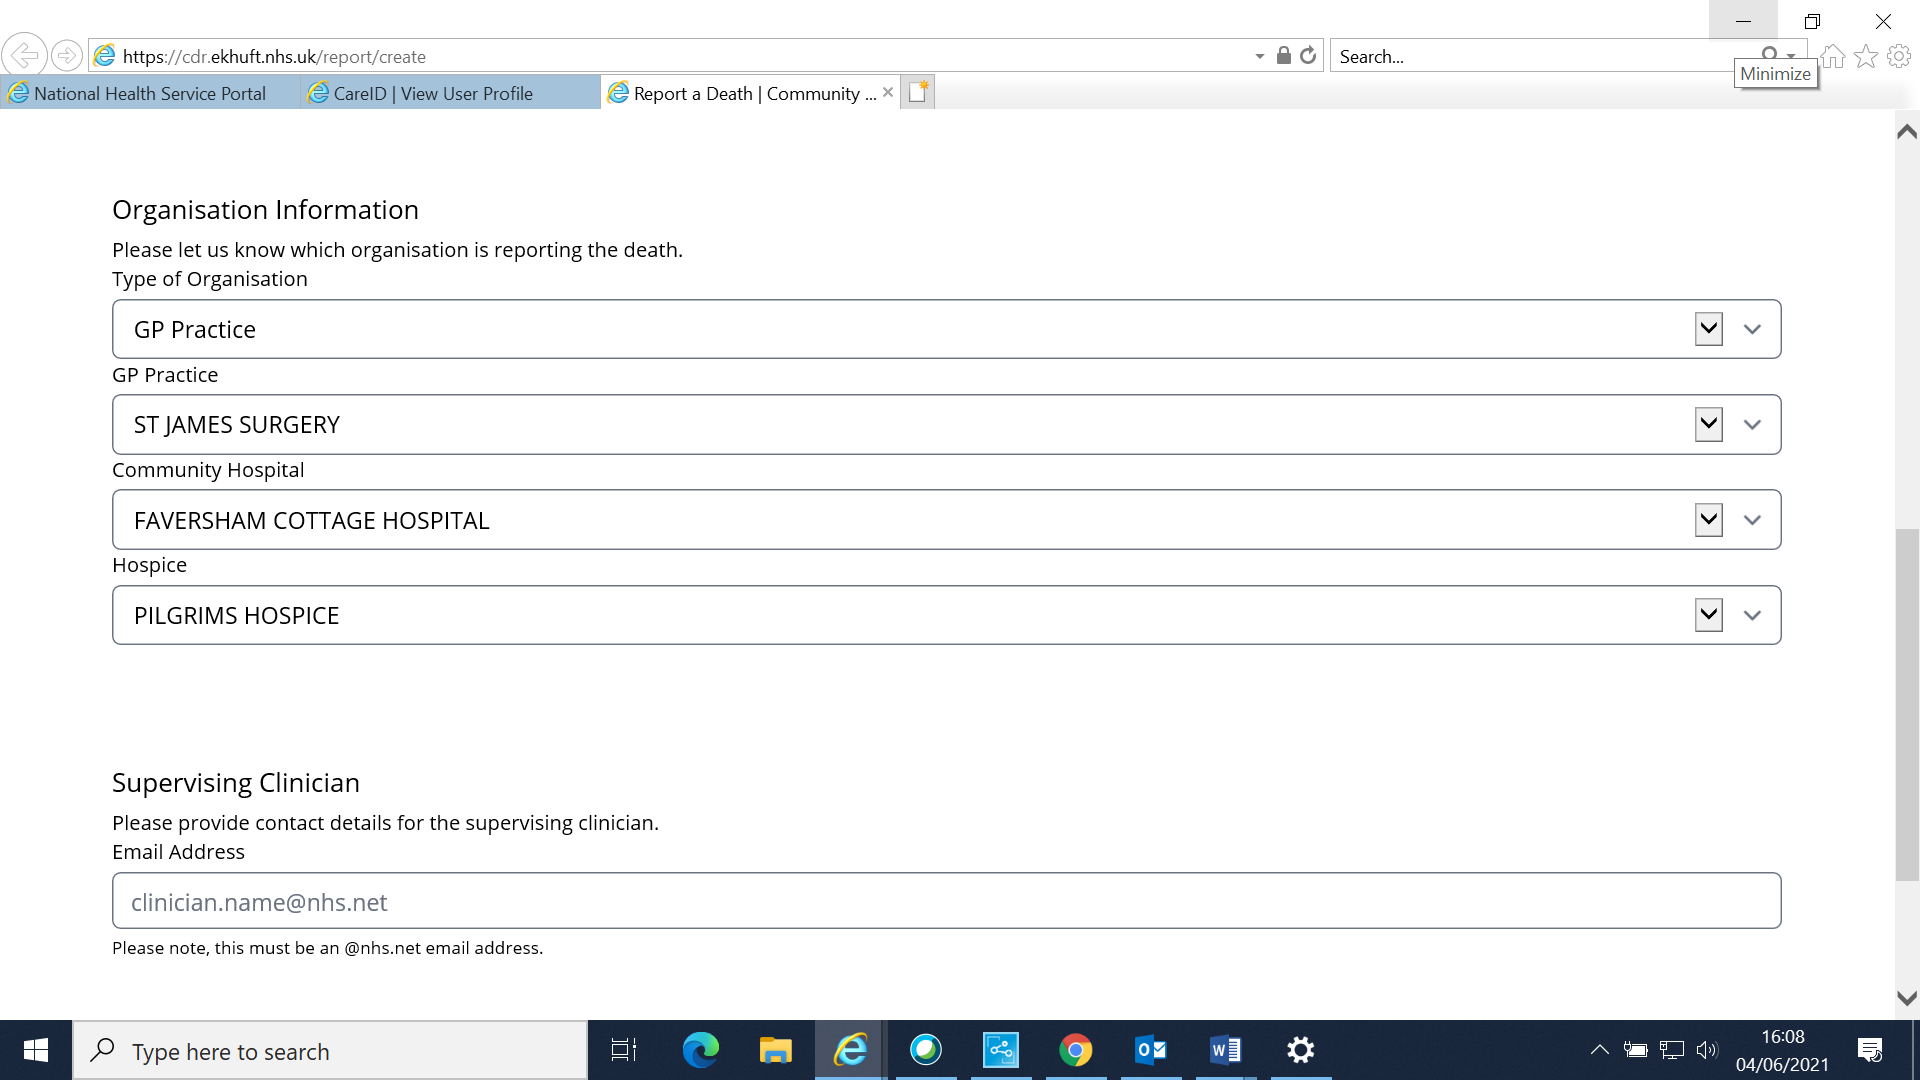 https://cdr.ekhuft.nhs.uk/report/create
Search...
Minimize
National Health Service Portal
CareID | View User Profile
Report a Death | Community ...
Organisation Information
Please let us know which organisation is reporting the death.
Type of Organisation
GP Practice
GP Practice
ST JAMES SURGERY
Community Hospital
FAVERSHAM COTTAGE HOSPITAL
Hospice
PILGRIMS HOSPICE
Supervising Clinician
Please provide contact details for the supervising clinician.
Email Address
clinician.name@nhs.net
Please note, this must be an @nhs.net email address.
Type here to search
16:08
04/06/2021